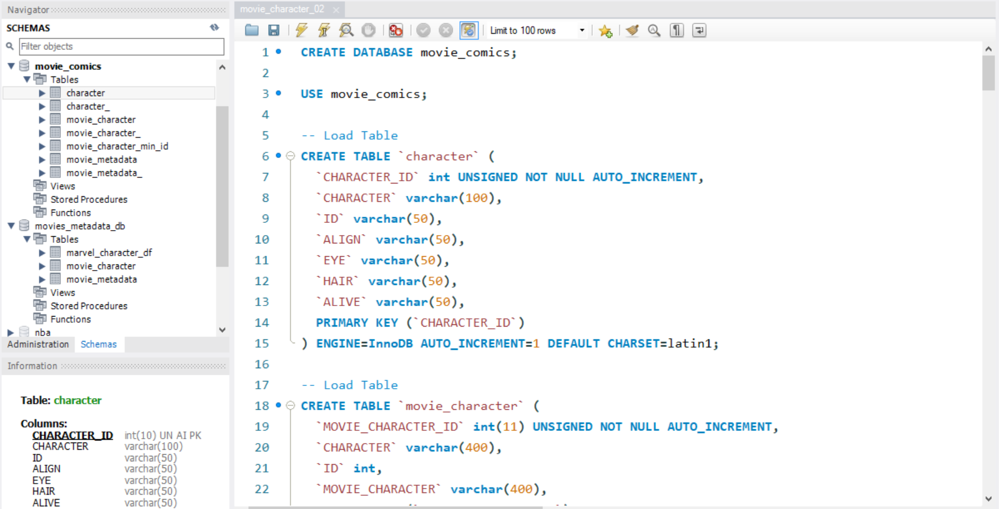 Navigator
SCHEMAS
Filter objects
movie_comics
Tables
character
character_
movie_character
movie_character_
movie_character_min_id
movie_metadata
movie_metadata_
Views
Stored Procedures
Functions
movies_metadata_db
Tables
marvel_character_df
movie_character
movie_metadata
Views
Stored Procedures
Functions
nba
Administration Schemas
Information
Table: character
Columns:
CHARACTER_ID int(10) UN AI PK
CHARACTER varchar(100)
ID varchar(50)
ALIGN varchar(50)
EYE varchar(50)
HAIR varchar(50)
ALIVE varchar(50)
movie_character_02
Limit to 100 rows
1 CREATE DATABASE movie_comics;
2
3 USE movie_comics;
4
5 -- Load Table
6 CREATE TABLE `character` (
7 `CHARACTER_ID` int UNSIGNED NOT NULL AUTO_INCREMENT,
8 `CHARACTER` varchar(100),
9 `ID` varchar(50),
10 `ALIGN` varchar(50),
11 `EYE` varchar(50),
12 `HAIR` varchar(50),
13 `ALIVE` varchar(50),
14 PRIMARY KEY (`CHARACTER_ID`)
15 ) ENGINE=InnoDB AUTO_INCREMENT=1 DEFAULT CHARSET=latin1;
16
17 -- Load Table
18 CREATE TABLE `movie_character` (
19 `MOVIE_CHARACTER_ID` int(11) UNSIGNED NOT NULL AUTO_INCREMENT,
20 `CHARACTER` varchar(400),
21 `ID` int,
22 `MOVIE_CHARACTER` varchar(400),